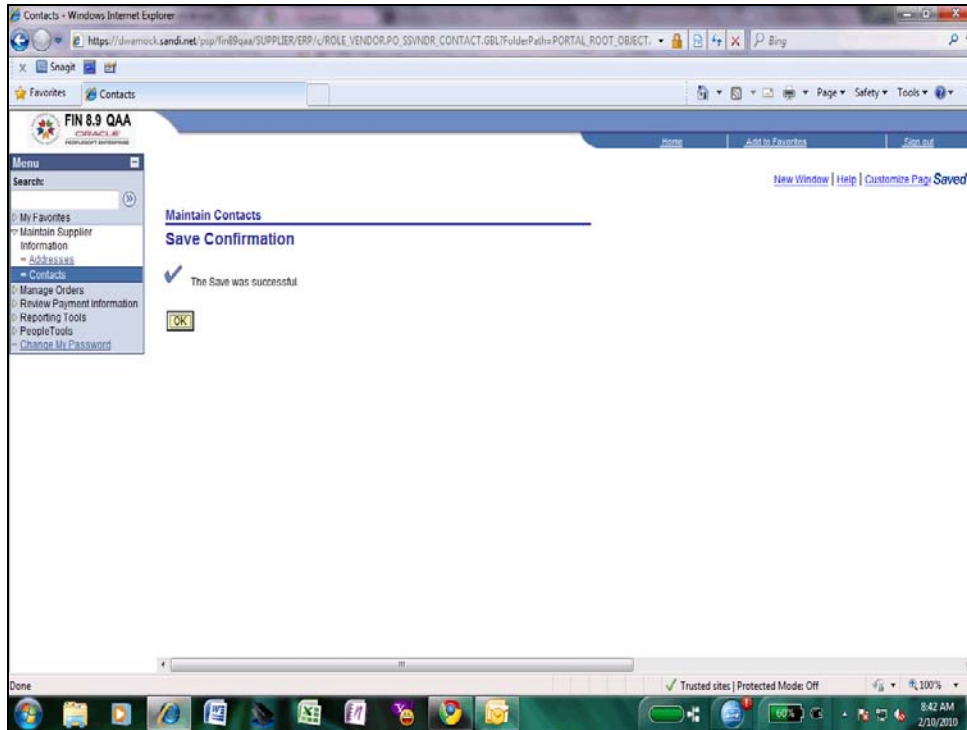 Contacts - Windows Internet Explorer
https://dwamock.sandi.net/psp/fin89qaa/SUPPLIER/ERP/c/ROLE_VENDOR.PO_SSVNDR_CONTACT.GBL?FolderPath=PORTAL_ROOT_OBJECT.
Bing
x Snagit
Favorites Contacts Page Safety Tools
FIN 8.9 QAA
ORACLE
PEOPLESOFT ENTERPRISE
Home Add to Favorites Sign out
Menu
New Window | Help | Customize Page Saved
Search:
My Favorites
Maintain Supplier
Information
- Addresses
- Contacts
Manage Orders
Review Payment Information
Reporting Tools
PeopleTools
- Change My Password
Maintain Contacts
Save Confirmation
The Save was successful.
OK
Done Trusted sites | Protected Mode: Off 100%
60% 8:42 AM
2/10/2010